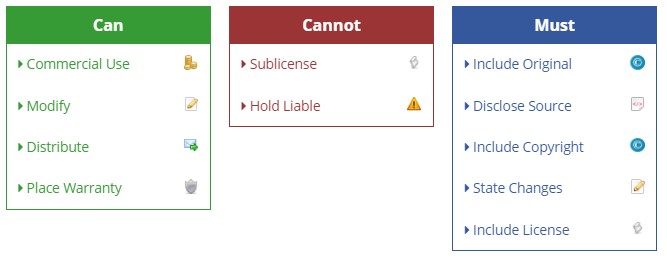 Can
Commercial Use
Modify
Distribute
Place Warranty
Cannot
Sublicense
Hold Liable
Must
Include Original
Disclose Source
Include Copyright
State Changes
Include License